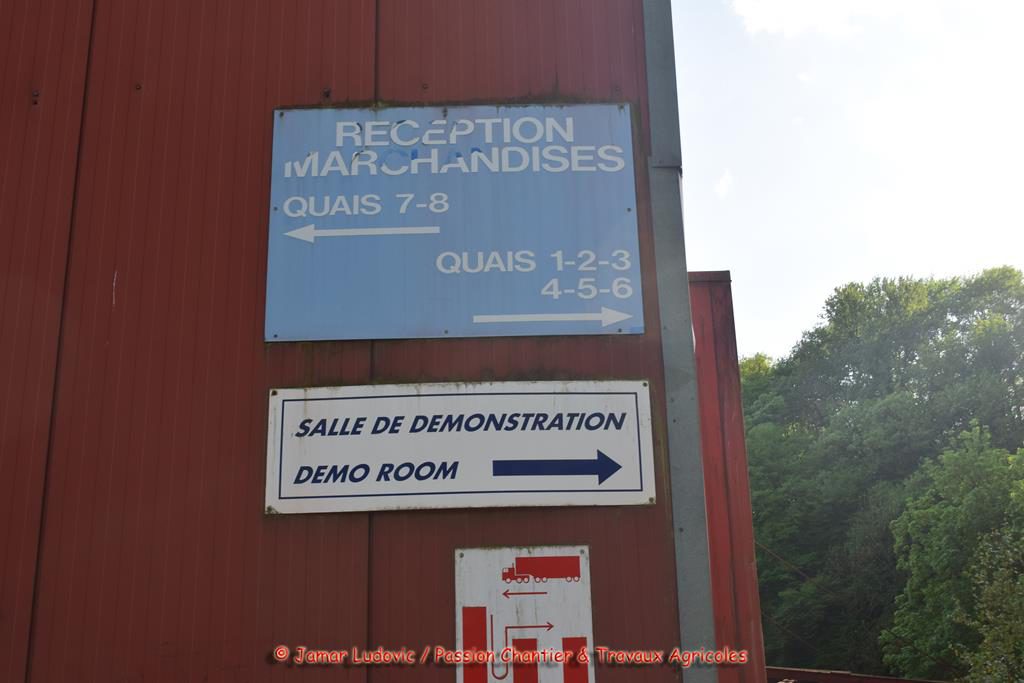 RECEPTION
MARCHANDISES
QUAIS 7-8
QUAIS 1-2-3
4-5-6
SALLE DE DEMONSTRATION
DEMO ROOM
© Jamar Ludovic / Passion Chantier & Travaux Agricoles